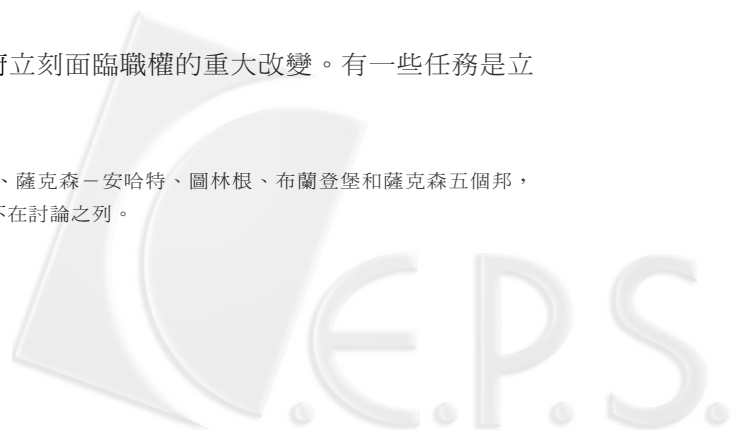 立刻面臨職權的重大改變。有一些任務是立
、薩克森－安哈特、圖林根、布蘭登堡和薩克森五個邦，
不在討論之列。
C.E.P.S.